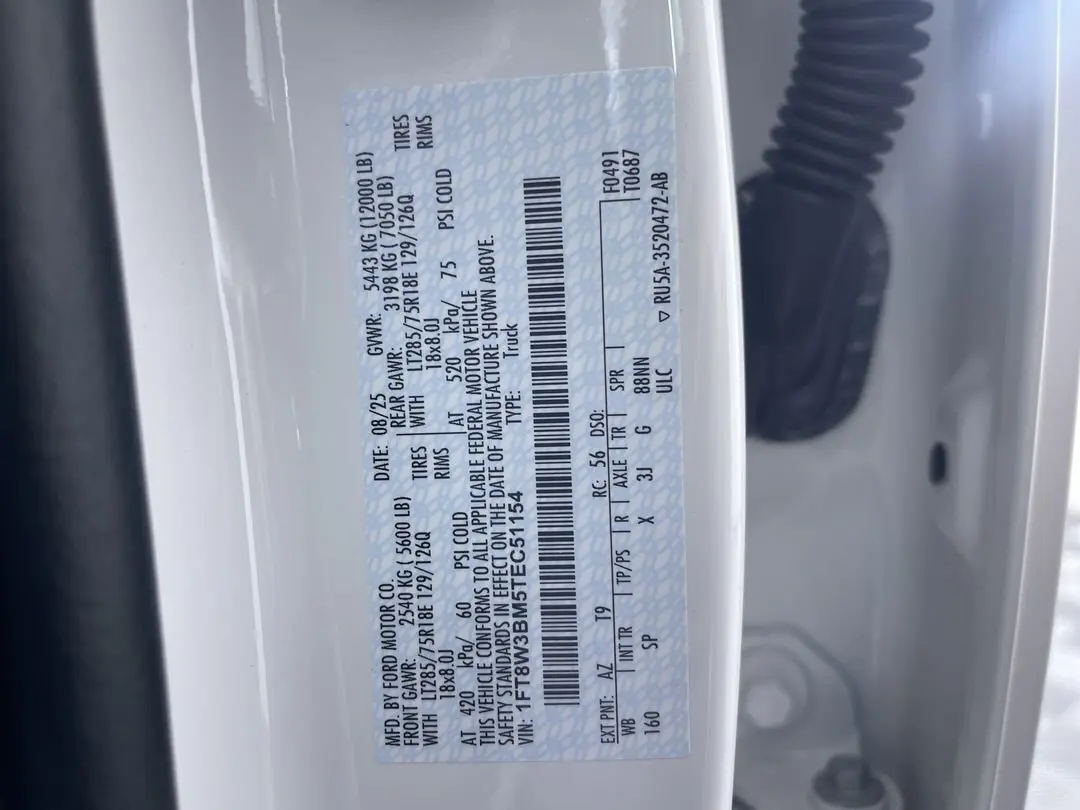 MFD. BY FORD MOTOR CO.
DATE: 08/25 GVWR: 5443 KG (12000 LB)
FRONT GAWR: 2540 KG ( 5600 LB)
WITH LT285/75R18E 129/126Q TIRES
18x8.0J RIMS
AT 420 kPa/ 60 PSI COLD
REAR GAWR: 3198 KG ( 7050 LB)
WITH LT285/75R18E 129/126Q TIRES
18x8.0J RIMS
AT 520 kPa/ 75 PSI COLD
THIS VEHICLE CONFORMS TO ALL APPLICABLE FEDERAL MOTOR VEHICLE
SAFETY STANDARDS IN EFFECT ON THE DATE OF MANUFACTURE SHOWN ABOVE.
VIN: 1FT8W3BM5TEC51154 TYPE: Truck
EXT PNT: AZ T9 RC: 56 DSO: F0491
WB | INT TR | TP/PS | R | AXLE | TR | SPR | T0687
160 SP X 3J G 88NN
ULC ▽ RU5A-3520472-AB